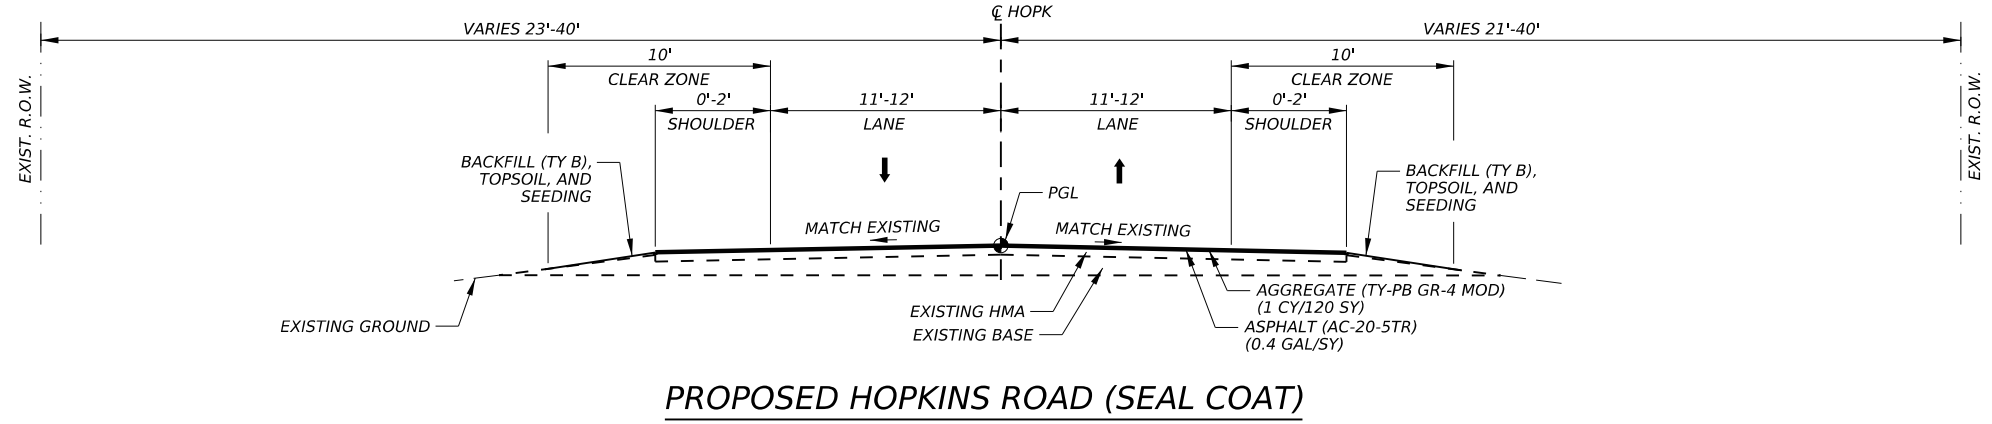 ℄ HOPK
VARIES 23'-40'
VARIES 21'-40'
10'
CLEAR ZONE
10'
CLEAR ZONE
0'-2'
SHOULDER
11'-12'
LANE
11'-12'
LANE
0'-2'
SHOULDER
EXIST. R.O.W.
EXIST. R.O.W.
BACKFILL (TY B),
TOPSOIL, AND
SEEDING
BACKFILL (TY B),
TOPSOIL, AND
SEEDING
PGL
MATCH EXISTING
MATCH EXISTING
EXISTING GROUND
EXISTING HMA
EXISTING BASE
AGGREGATE (TY-PB GR-4 MOD)
(1 CY/120 SY)
ASPHALT (AC-20-5TR)
(0.4 GAL/SY)
PROPOSED HOPKINS ROAD (SEAL COAT)